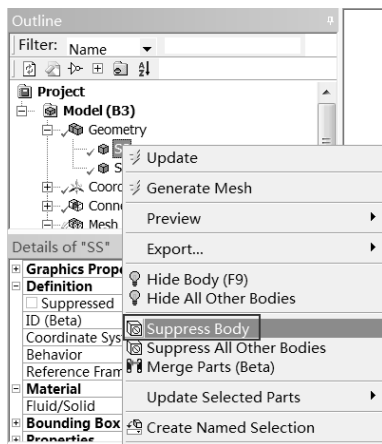 Outline
Filter: Name
Project
Model (B3)
Geometry
Update
Generate Mesh
Preview
Export...
Hide Body (F9)
Hide All Other Bodies
Suppress Body
Suppress All Other Bodies
Merge Parts (Beta)
Update Selected Parts
Create Named Selection
Mesh
Details of "SS"
Graphics Prope
Definition
Suppressed
ID (Beta)
Coordinate Sys
Behavior
Reference Fram
Material
Fluid/Solid
Bounding Box
Properties